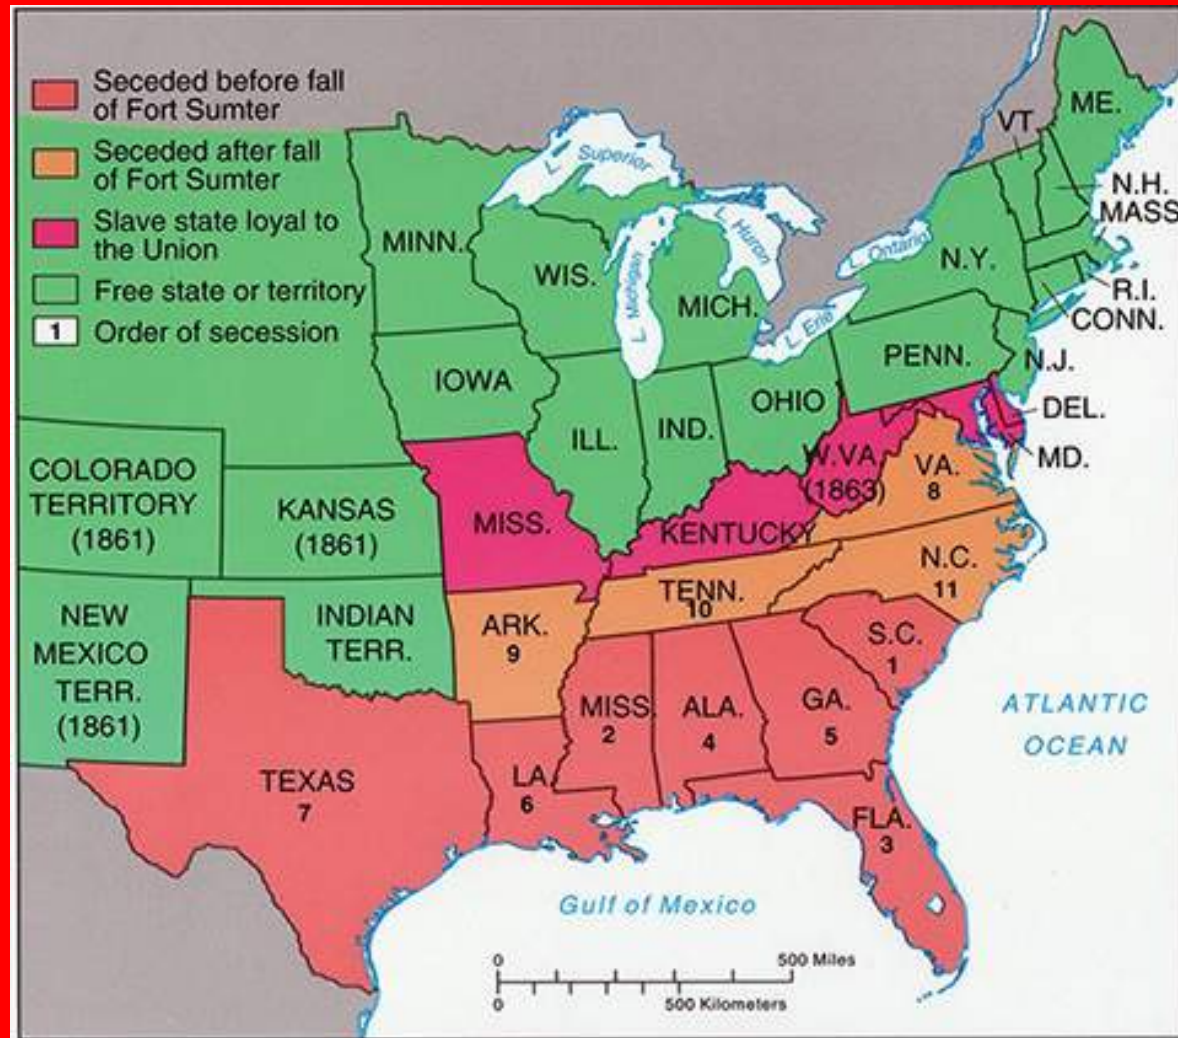 Seceded before fall
of Fort Sumter
Seceded after fall
of Fort Sumter
Slave state loyal to
the Union
Free state or territory
1 Order of secession
L. Superior
L. Michigan
L. Huron
L. Erie
Ontario
ME.
VT.
N.H.
MASS
R.I.
CONN.
N.Y.
MINN.
WIS.
MICH.
PENN.
N.J.
IOWA
ILL.
IND.
OHIO
DEL.
MD.
W.VA
(1863)
VA.
8
COLORADO
TERRITORY
(1861)
KANSAS
(1861)
MISS.
KENTUCKY
N.C.
11
TENN.
10
NEW
MEXICO
TERR.
(1861)
INDIAN
TERR.
ARK.
9
S.C.
1
MISS.
2
ALA.
4
GA.
5
TEXAS
7
LA
6
FLA.
3
ATLANTIC
OCEAN
Gulf of Mexico
0 500 Miles
0 500 Kilometers